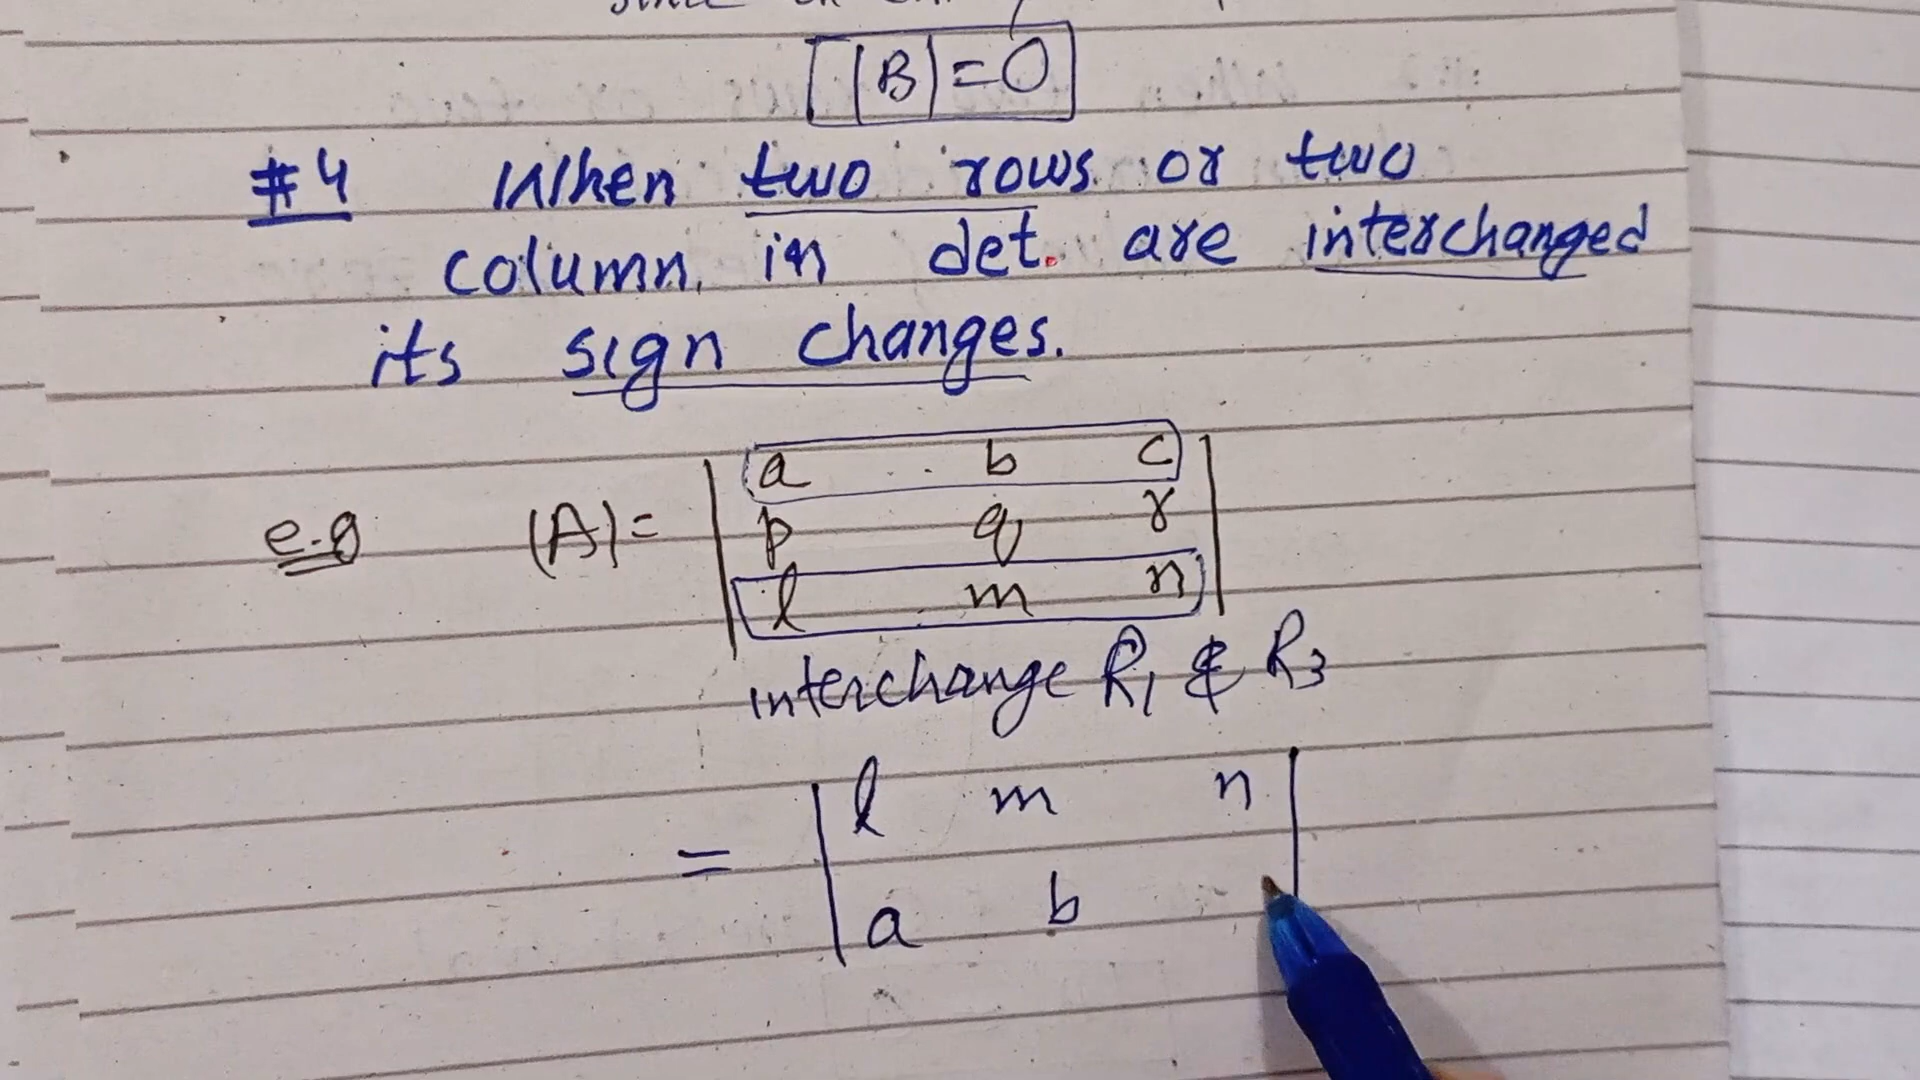 |B|=0
#4 When two rows or two
column, in det. are interchanged
its sign changes.
a b c
e.g (A)= p q r
l m n
interchange R1 & R3
l m n
=
a b